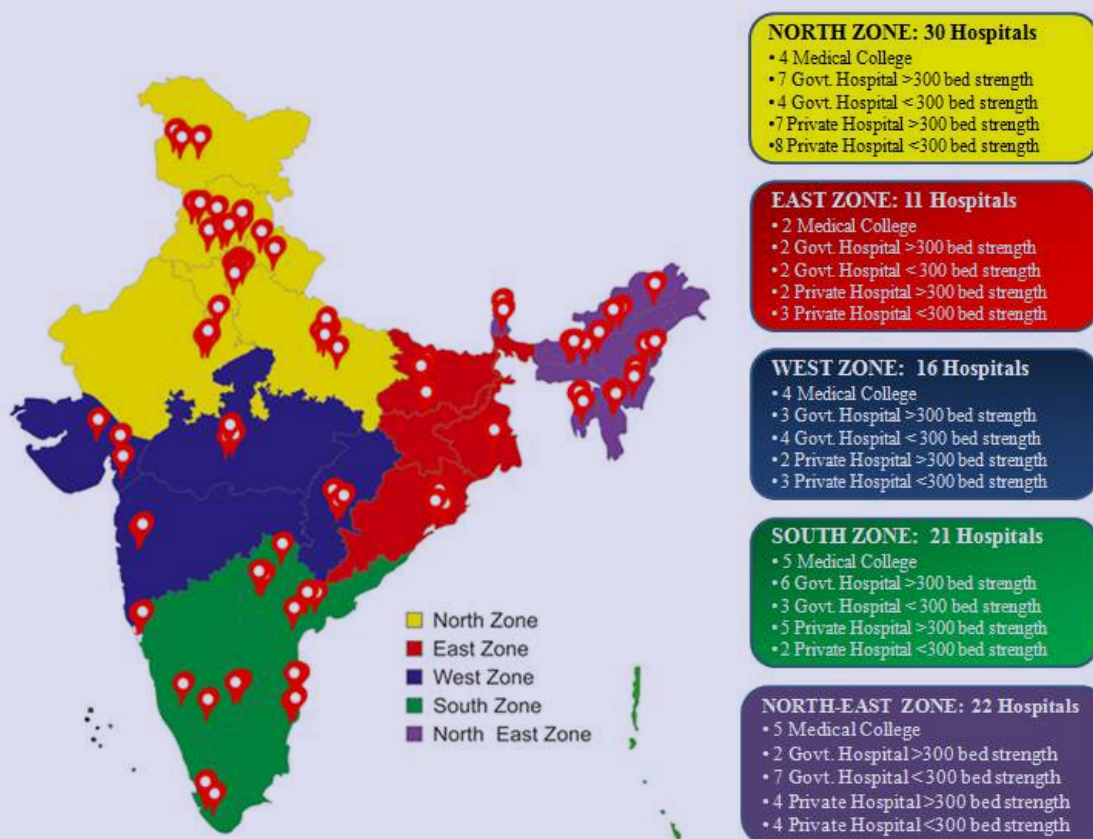 NORTH ZONE: 30 Hospitals
• 4 Medical College
• 7 Govt. Hospital >300 bed strength
• 4 Govt. Hospital <300 bed strength
•7 Private Hospital >300 bed strength
•8 Private Hospital <300 bed strength
EAST ZONE: 11 Hospitals
• 2 Medical College
• 2 Govt. Hospital >300 bed strength
• 2 Govt. Hospital <300 bed strength
• 2 Private Hospital >300 bed strength
• 3 Private Hospital <300 bed strength
WEST ZONE: 16 Hospitals
• 4 Medical College
• 3 Govt. Hospital >300 bed strength
• 4 Govt. Hospital <300 bed strength
• 2 Private Hospital >300 bed strength
• 3 Private Hospital <300 bed strength
SOUTH ZONE: 21 Hospitals
• 5 Medical College
• 6 Govt. Hospital >300 bed strength
• 3 Govt. Hospital <300 bed strength
• 5 Private Hospital >300 bed strength
• 2 Private Hospital <300 bed strength
NORTH-EAST ZONE: 22 Hospitals
• 5 Medical College
• 2 Govt. Hospital >300 bed strength
• 7 Govt. Hospital <300 bed strength
• 4 Private Hospital >300 bed strength
• 4 Private Hospital <300 bed strength
North Zone
East Zone
West Zone
South Zone
North East Zone